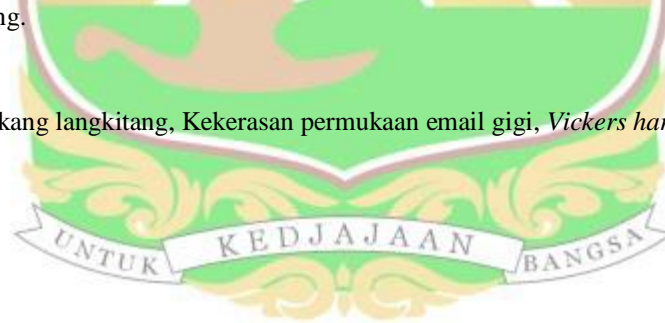 ng.
kang langkitang, Kekerasan permukaan email gigi, Vickers har
UNTUK KEDJAJAAN BANGSA